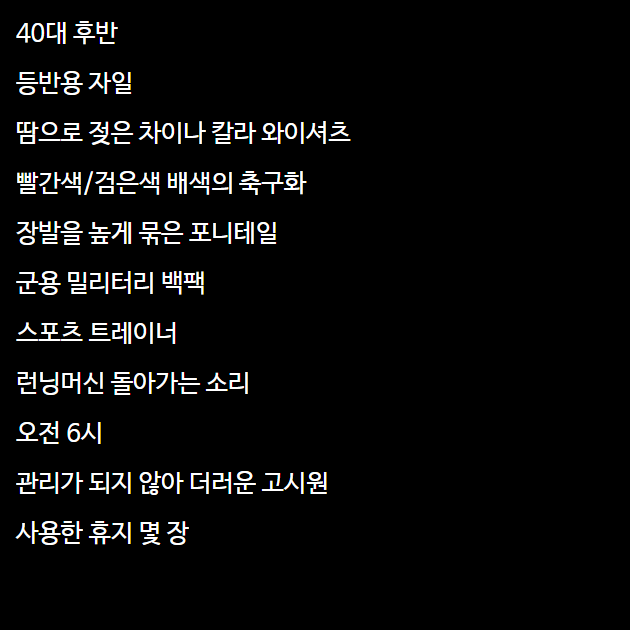 40대 후반
등반용 자일
땀으로 젖은 차이나 칼라 와이셔츠
빨간색/검은색 배색의 축구화
장발을 높게 묶은 포니테일
군용 밀리터리 백팩
스포츠 트레이너
런닝머신 돌아가는 소리
오전 6시
관리가 되지 않아 더러운 고시원
사용한 휴지 몇 장